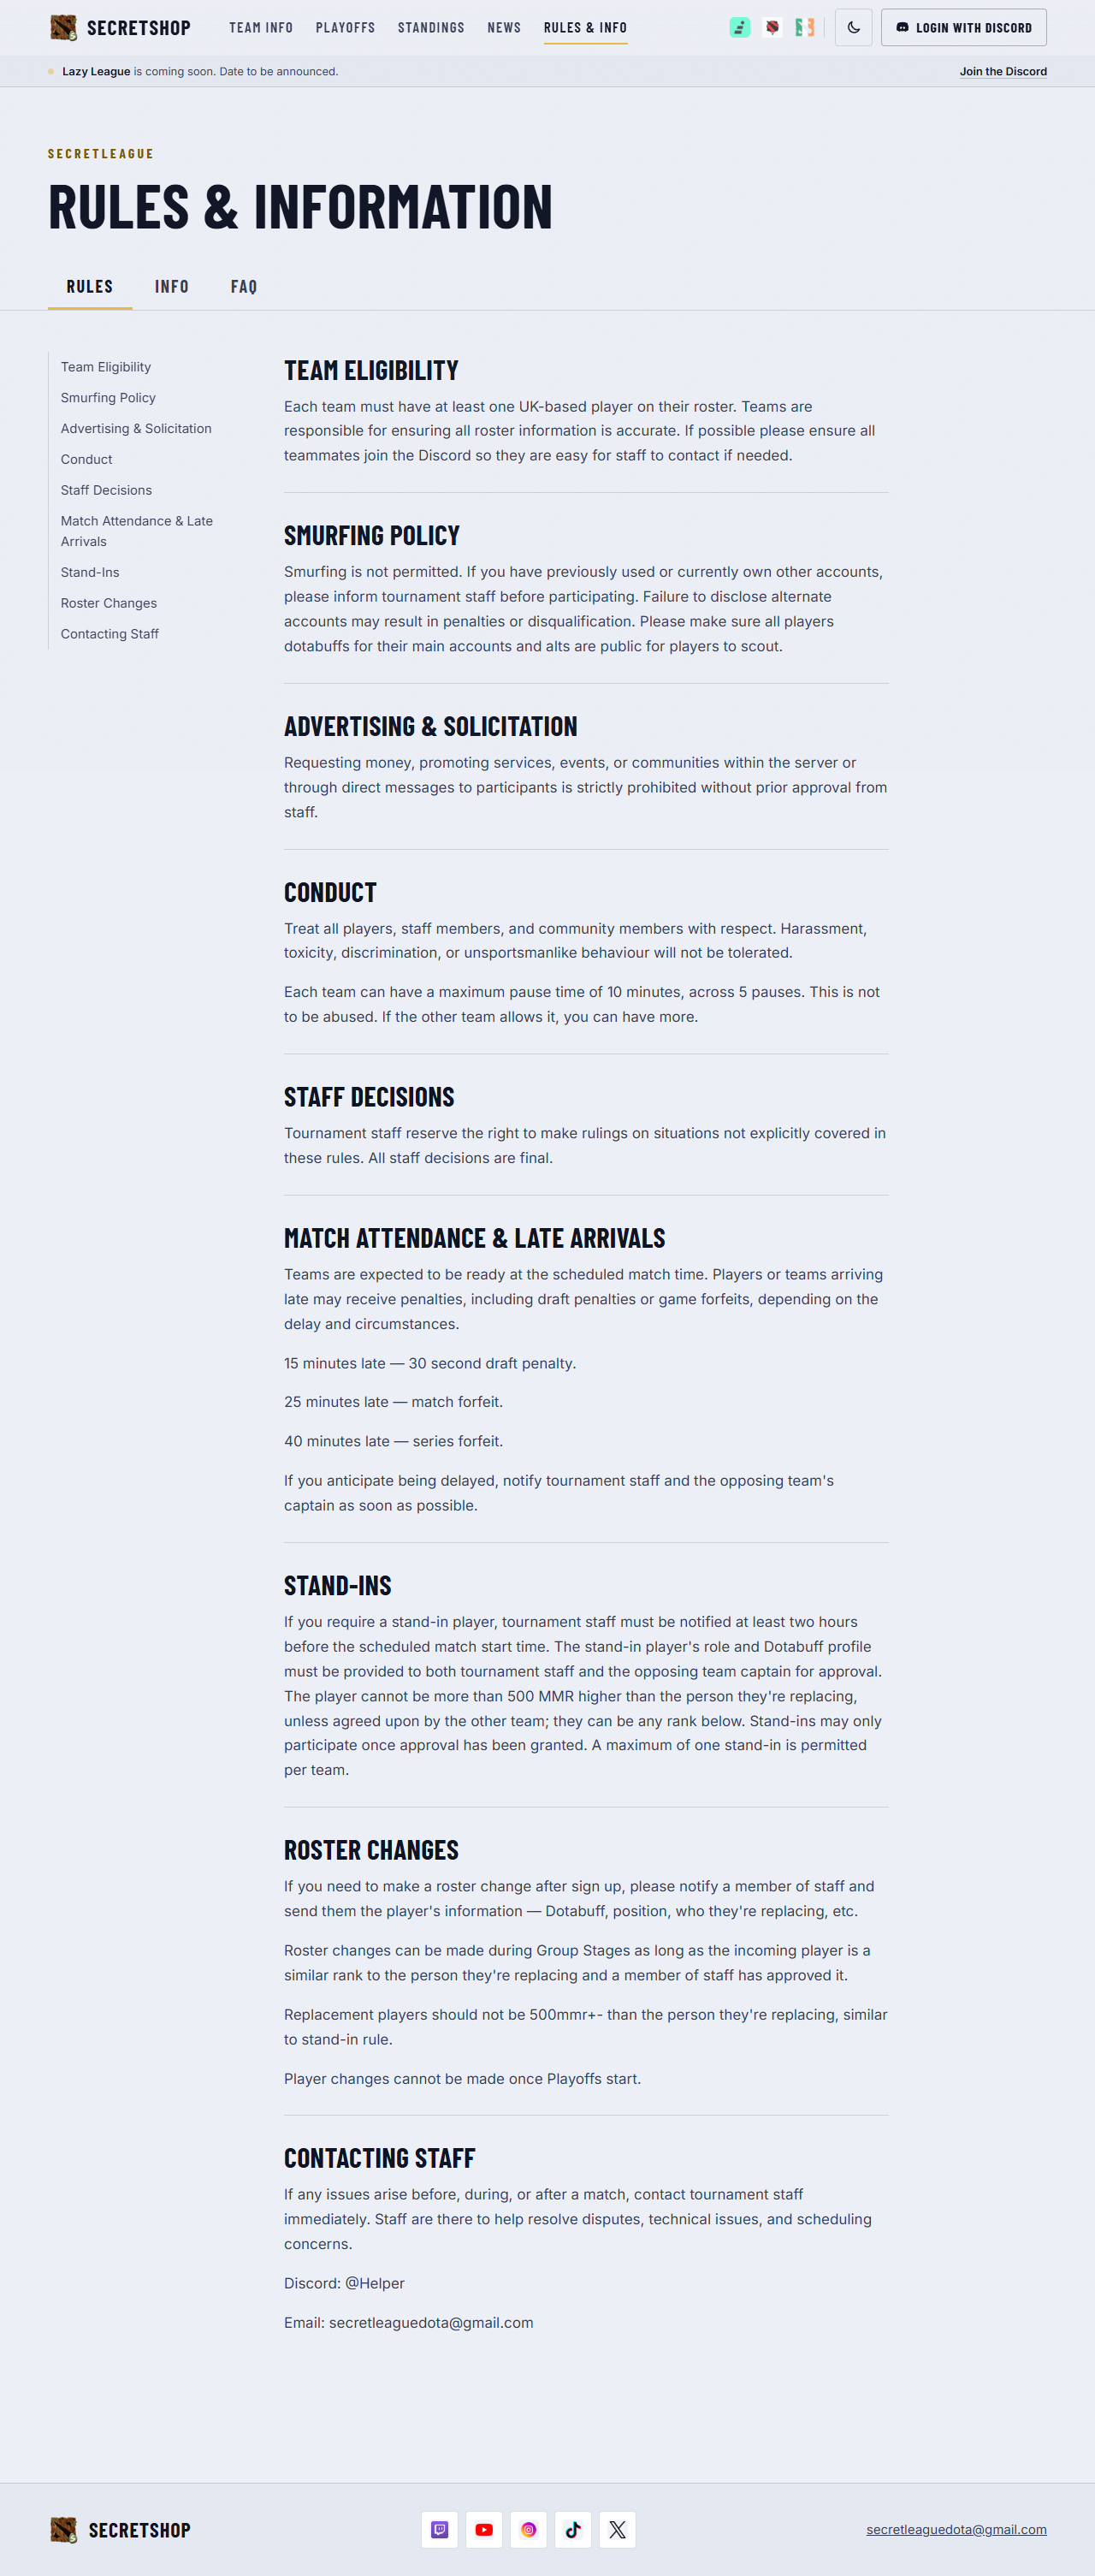 SECRETSHOP
TEAM INFO
PLAYOFFS
STANDINGS
NEWS
RULES & INFO
LOGIN WITH DISCORD
Lazy League is coming soon. Date to be announced.
Join the Discord
SECRETLEAGUE
RULES & INFORMATION
RULES
INFO
FAQ
Team Eligibility
Smurfing Policy
Advertising & Solicitation
Conduct
Staff Decisions
Match Attendance & Late
Arrivals
Stand-Ins
Roster Changes
Contacting Staff
TEAM ELIGIBILITY
Each team must have at least one UK-based player on their roster. Teams are
responsible for ensuring all roster information is accurate. If possible please ensure all
teammates join the Discord so they are easy for staff to contact if needed.
SMURFING POLICY
Smurfing is not permitted. If you have previously used or currently own other accounts,
please inform tournament staff before participating. Failure to disclose alternate
accounts may result in penalties or disqualification. Please make sure all players
dotabuffs for their main accounts and alts are public for players to scout.
ADVERTISING & SOLICITATION
Requesting money, promoting services, events, or communities within the server or
through direct messages to participants is strictly prohibited without prior approval from
staff.
CONDUCT
Treat all players, staff members, and community members with respect. Harassment,
toxicity, discrimination, or unsportsmanlike behaviour will not be tolerated.
Each team can have a maximum pause time of 10 minutes, across 5 pauses. This is not
to be abused. If the other team allows it, you can have more.
STAFF DECISIONS
Tournament staff reserve the right to make rulings on situations not explicitly covered in
these rules. All staff decisions are final.
MATCH ATTENDANCE & LATE ARRIVALS
Teams are expected to be ready at the scheduled match time. Players or teams arriving
late may receive penalties, including draft penalties or game forfeits, depending on the
delay and circumstances.
15 minutes late — 30 second draft penalty.
25 minutes late — match forfeit.
40 minutes late — series forfeit.
If you anticipate being delayed, notify tournament staff and the opposing team's
captain as soon as possible.
STAND-INS
If you require a stand-in player, tournament staff must be notified at least two hours
before the scheduled match start time. The stand-in player's role and Dotabuff profile
must be provided to both tournament staff and the opposing team captain for approval.
The player cannot be more than 500 MMR higher than the person they're replacing,
unless agreed upon by the other team; they can be any rank below. Stand-ins may only
participate once approval has been granted. A maximum of one stand-in is permitted
per team.
ROSTER CHANGES
If you need to make a roster change after sign up, please notify a member of staff and
send them the player's information — Dotabuff, position, who they're replacing, etc.
Roster changes can be made during Group Stages as long as the incoming player is a
similar rank to the person they're replacing and a member of staff has approved it.
Replacement players should not be 500mmr+- than the person they're replacing, similar
to stand-in rule.
Player changes cannot be made once Playoffs start.
CONTACTING STAFF
If any issues arise before, during, or after a match, contact tournament staff
immediately. Staff are there to help resolve disputes, technical issues, and scheduling
concerns.
Discord: @Helper
Email: secretleaguedota@gmail.com
SECRETSHOP
secretleaguedota@gmail.com